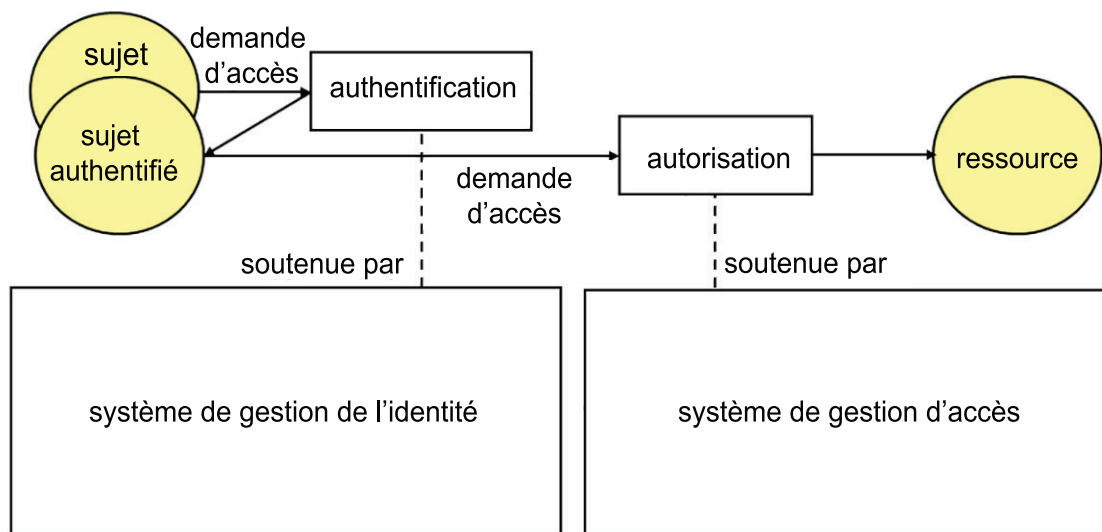 sujet
demande
d’accès
authentification
sujet
authentifié
autorisation
ressource
demande
d’accès
soutenue par
soutenue par
système de gestion de l’identité
système de gestion d’accès